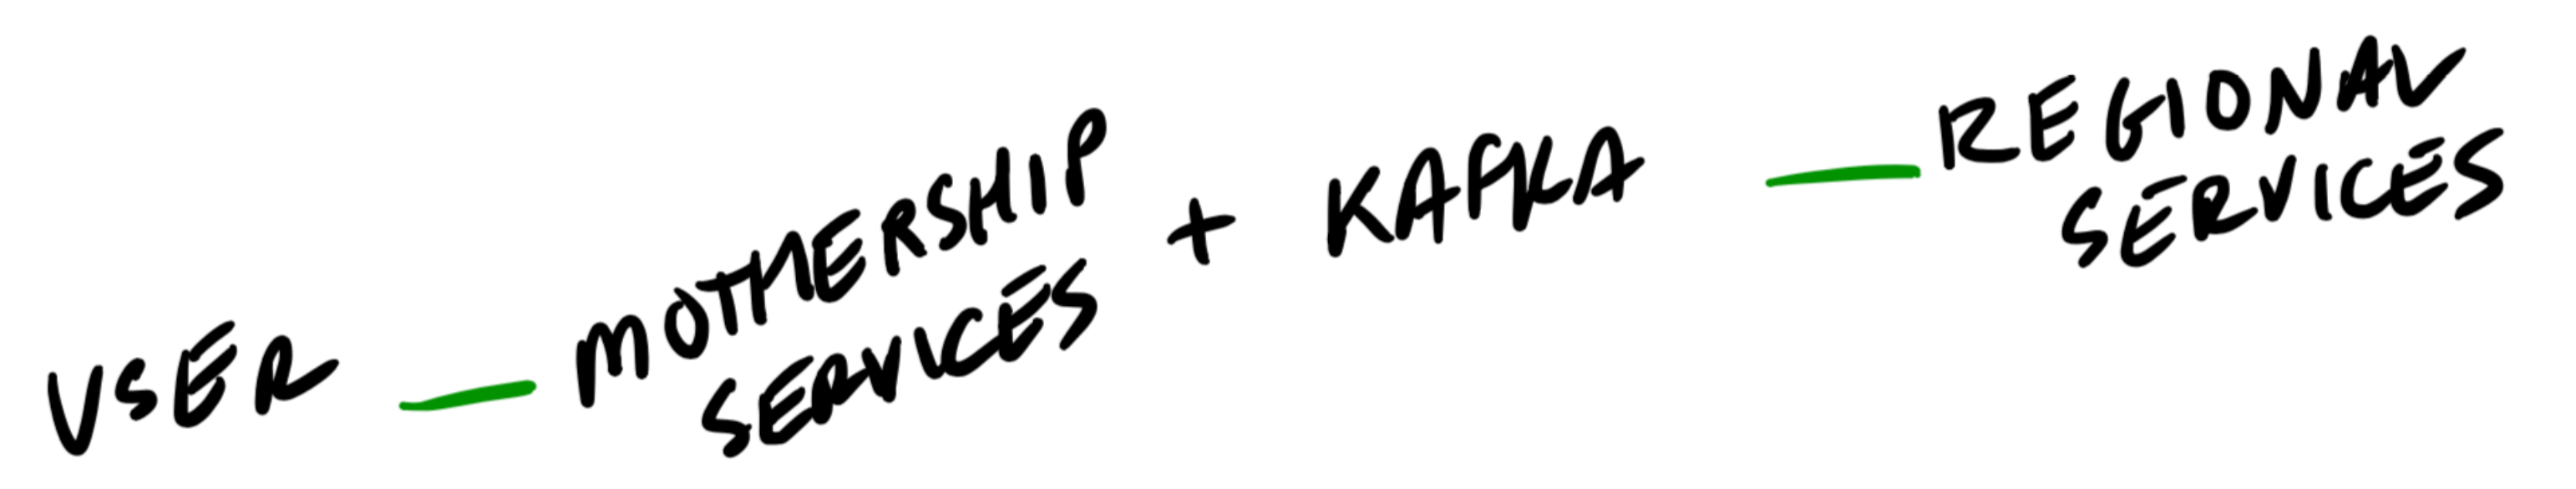 USER — MOTHERSHIP SERVICES + KAFKA — REGIONAL SERVICES